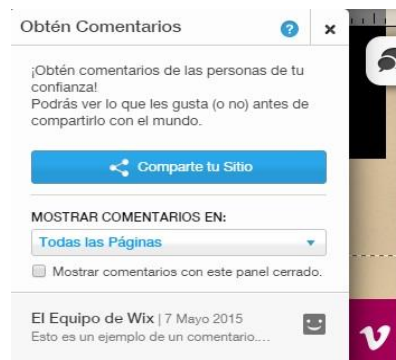 Obtén Comentarios
¡Obtén comentarios de las personas de tu
confianza!
Podrás ver lo que les gusta (o no) antes de
compartirlo con el mundo.
Comparte tu Sitio
MOSTRAR COMENTARIOS EN:
Todas las Páginas
Mostrar comentarios con este panel cerrado.
El Equipo de Wix | 7 Mayo 2015
Esto es un ejemplo de un comentario....